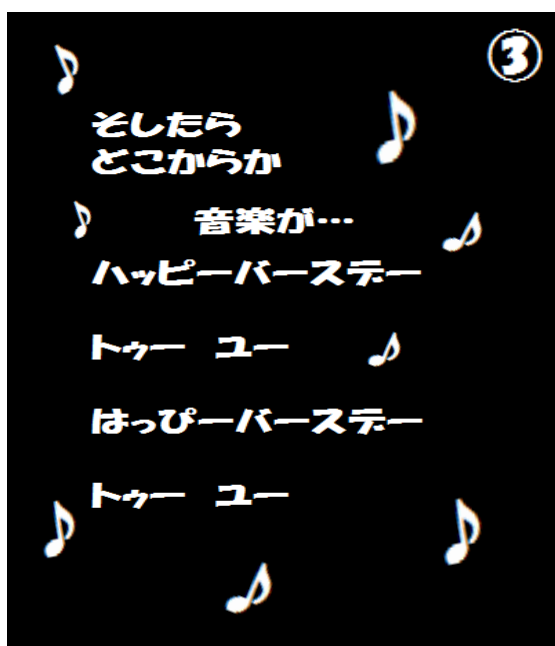 ③
そしたら
どこからか
音楽が…
ハッピーバースデー
トゥー ユー
はっぴーバースデー
トゥー ユー